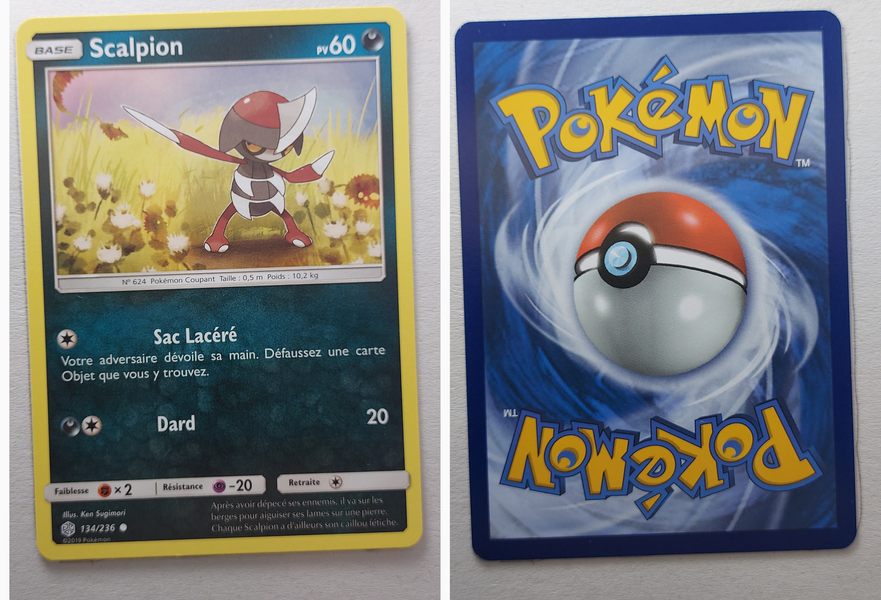 BASE Scalpion PV60
N° 624 Pokémon Coupant Taille : 0,5 m Poids : 10,2 kg
Sac Lacéré
Votre adversaire dévoile sa main. Défaussez une carte
Objet que vous y trouvez.
Dard 20
Faiblesse ×2 Résistance -20 Retraite
Après avoir dépecé ses ennemis, il va sur les
berges pour aiguiser ses lames sur une pierre.
Chaque Scalpion a d'ailleurs son caillou fétiche.
Illus. Ken Sugimori
134/236
©2019 Pokémon
POKéMON
TM
POKéMON
TM